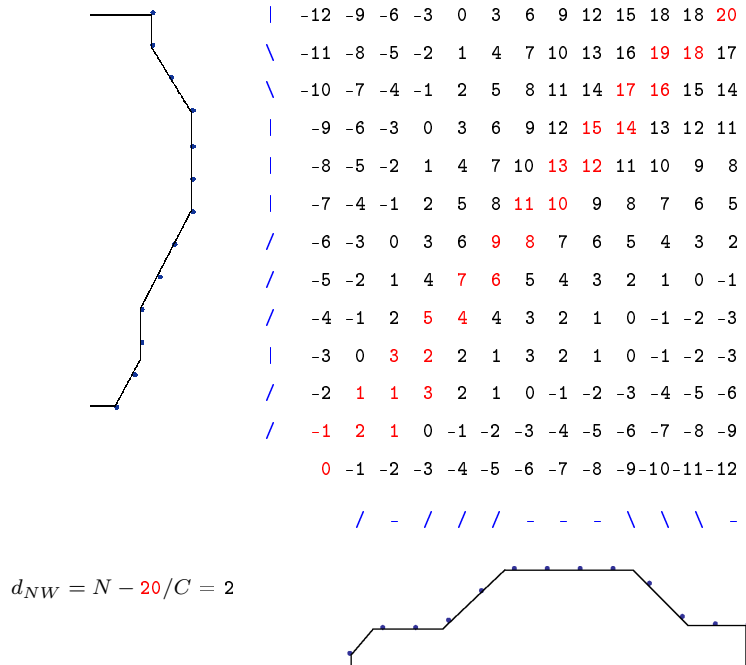 | -12 -9 -6 -3 0 3 6 9 12 15 18 18 20
\ -11 -8 -5 -2 1 4 7 10 13 16 19 18 17
\ -10 -7 -4 -1 2 5 8 11 14 17 16 15 14
| -9 -6 -3 0 3 6 9 12 15 14 13 12 11
| -8 -5 -2 1 4 7 10 13 12 11 10 9 8
| -7 -4 -1 2 5 8 11 10 9 8 7 6 5
/ -6 -3 0 3 6 9 8 7 6 5 4 3 2
/ -5 -2 1 4 7 6 5 4 3 2 1 0 -1
/ -4 -1 2 5 4 4 3 2 1 0 -1 -2 -3
| -3 0 3 2 2 1 3 2 1 0 -1 -2 -3
/ -2 1 1 3 2 1 0 -1 -2 -3 -4 -5 -6
/ -1 2 1 0 -1 -2 -3 -4 -5 -6 -7 -8 -9
0 -1 -2 -3 -4 -5 -6 -7 -8 -9 -10 -11 -12
/ - / / / - - - \ \ \ -
d_{NW} = N - 20/C = 2